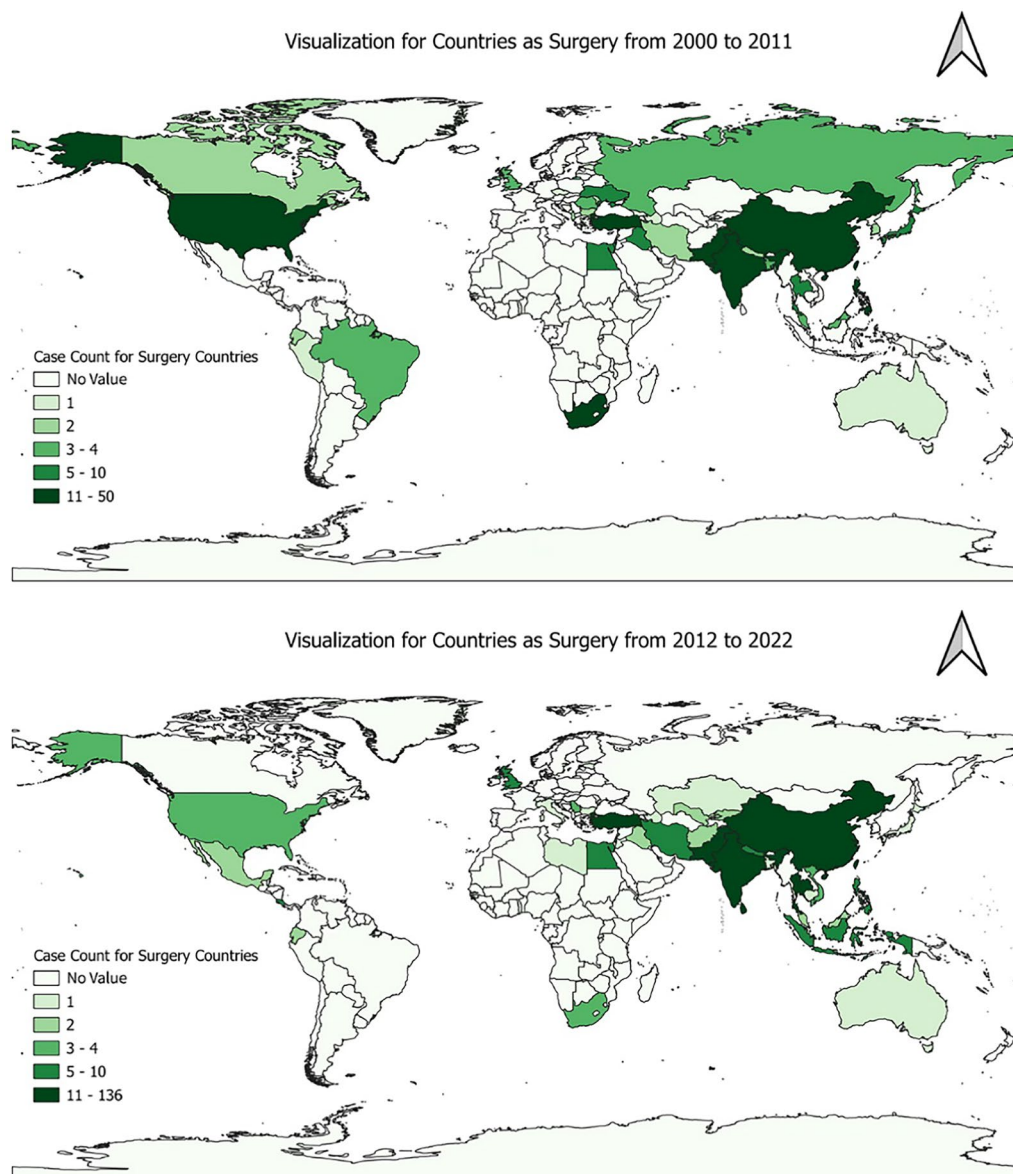 Visualization for Countries as Surgery from 2000 to 2011
Case Count for Surgery Countries
No Value
1
2
3 - 4
5 - 10
11 - 50
Visualization for Countries as Surgery from 2012 to 2022
Case Count for Surgery Countries
No Value
1
2
3 - 4
5 - 10
11 - 136